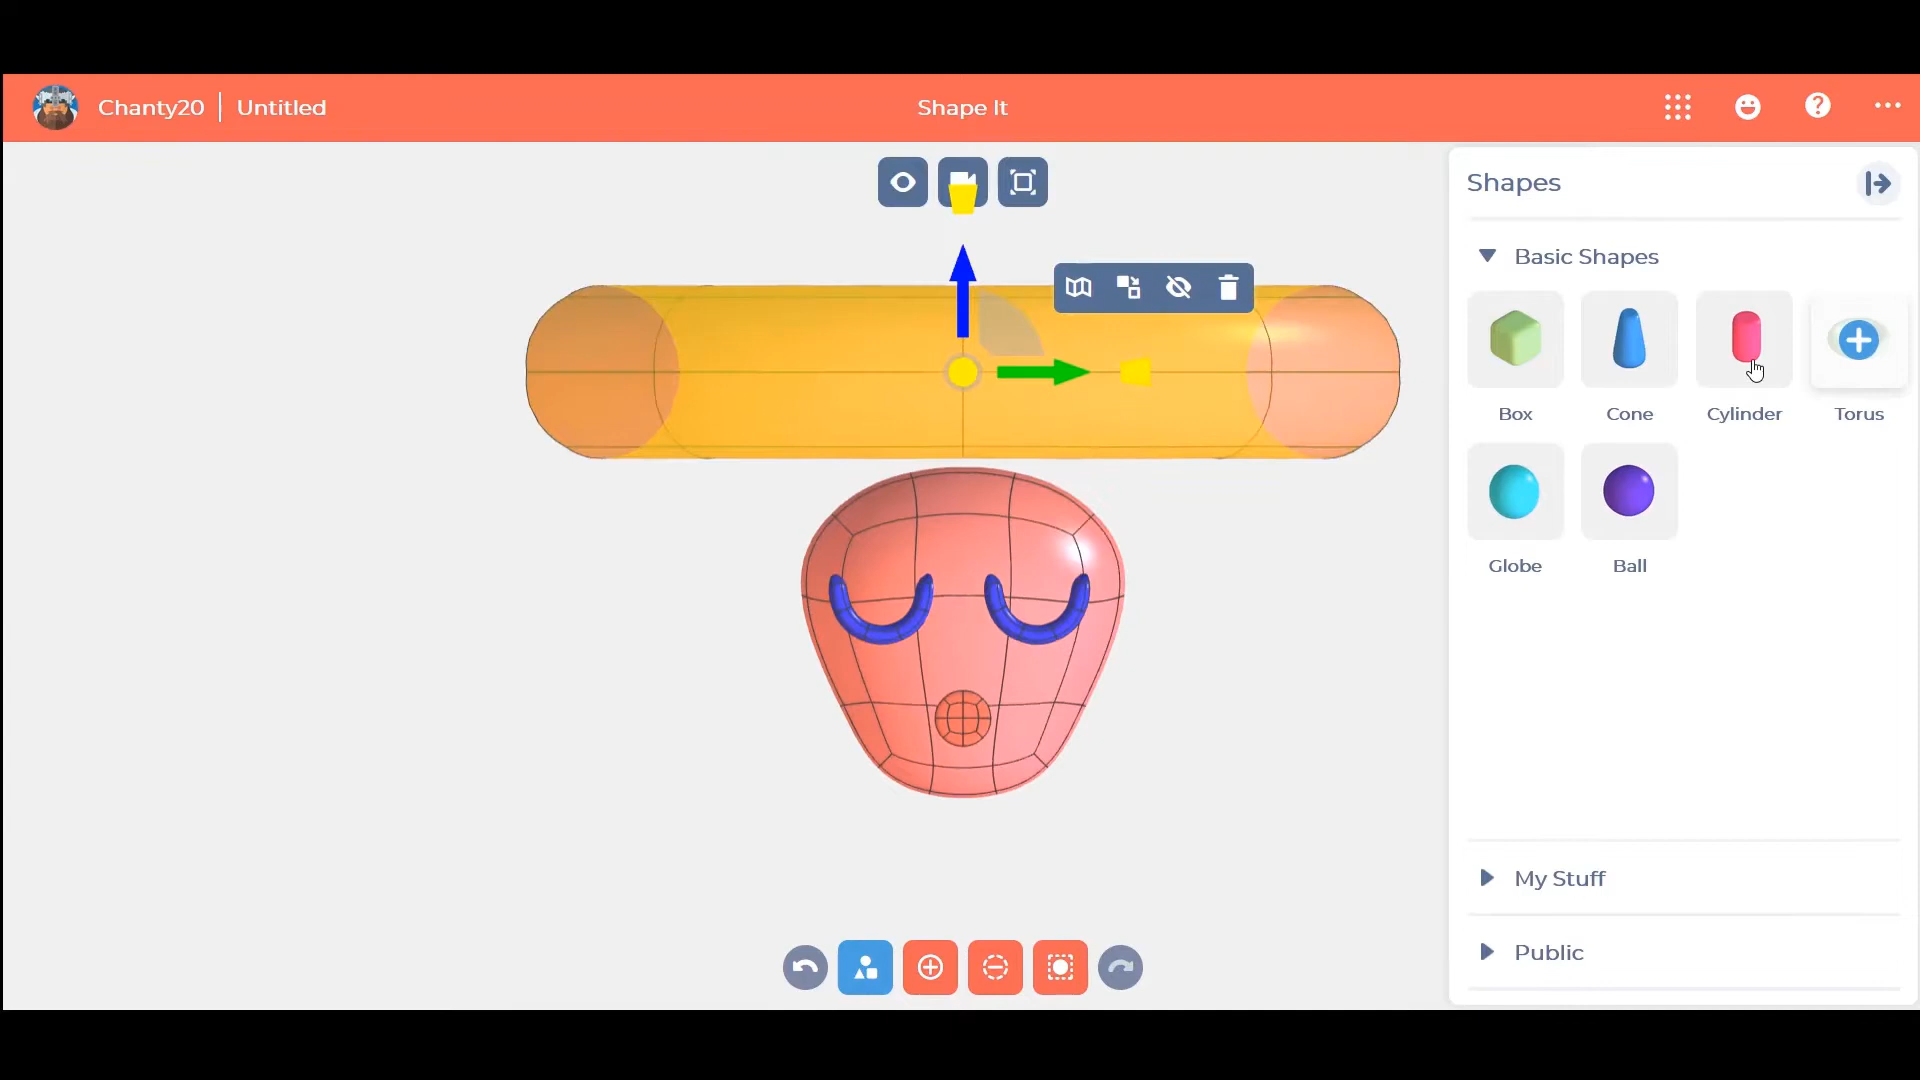 Chanty20 | Untitled
Shape It
Shapes
Basic Shapes
Box Cone Cylinder Torus
Globe Ball
My Stuff
Public